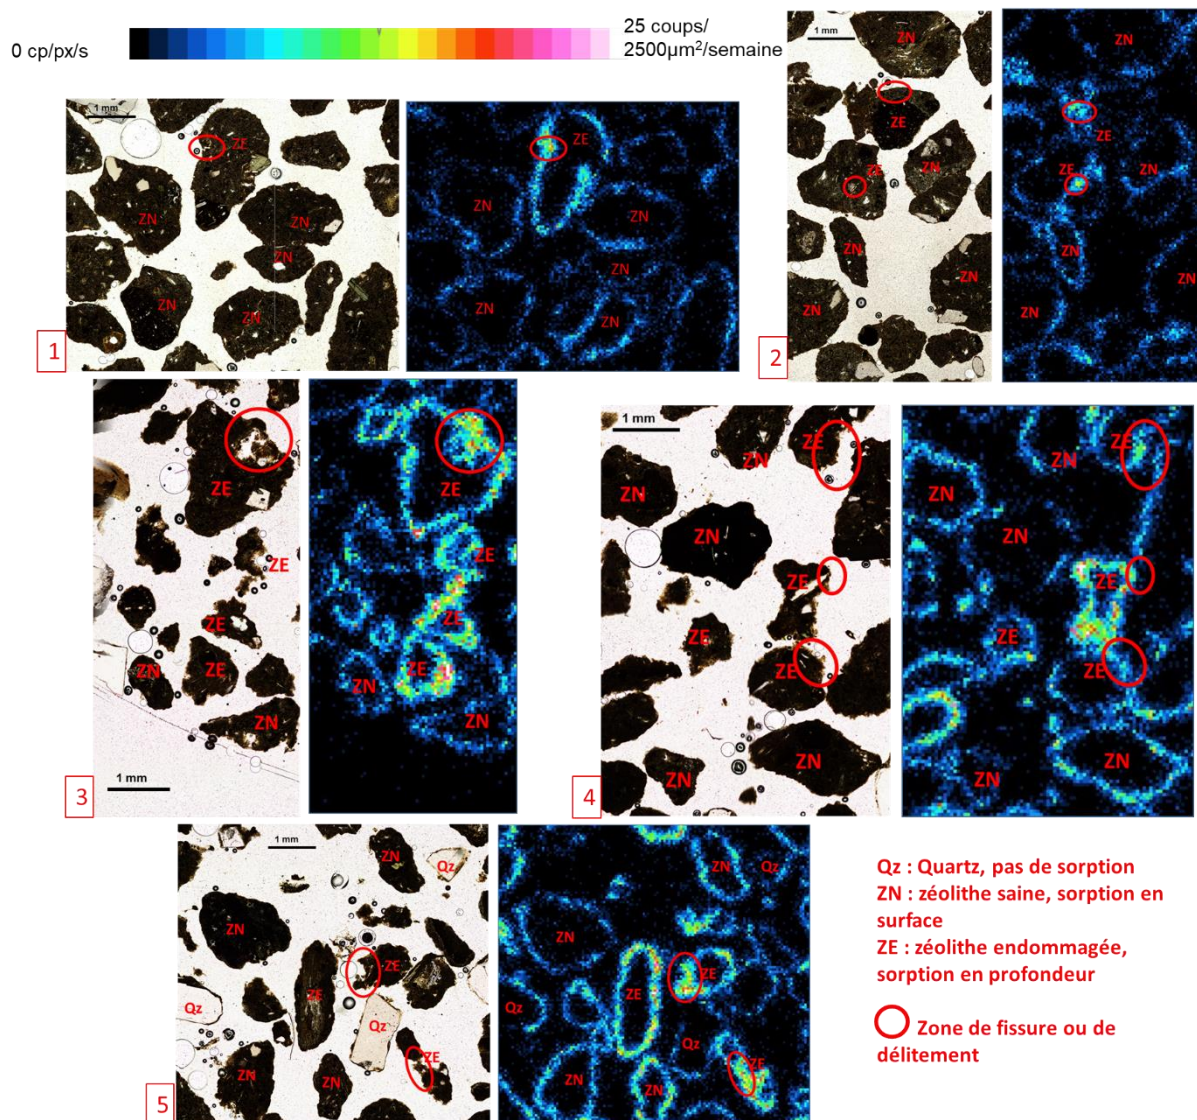 0 cp/px/s
25 coups/
2500µm²/semaine
1 mm
ZE
ZN
ZN
ZN
ZN
ZN
1
ZE
ZN
ZN
ZN
ZN
ZN
1 mm
ZN
ZE
ZE
ZN
ZN
ZN
ZN
2
ZN
ZE
ZE
ZN
ZN
ZN
ZN
ZE
ZE
ZE
ZN
ZE
ZN
1 mm
3
ZE
ZE
ZE
ZE
ZN
ZN
1 mm
ZN
ZE
ZN
ZN
ZE
ZE
ZE
ZN
ZN
4
ZN
ZE
ZN
ZN
ZE
ZE
ZE
ZN
ZN
1 mm
ZN
Qz
ZN
ZE
ZE
Qz
Qz
ZE
ZN
ZN
5
ZN
Qz
ZN
ZE
ZE
Qz
Qz
ZE
ZN
ZN
Qz : Quartz, pas de sorption
ZN : zéolithe saine, sorption en
surface
ZE : zéolithe endommagée,
sorption en profondeur
Zone de fissure ou de
délitement